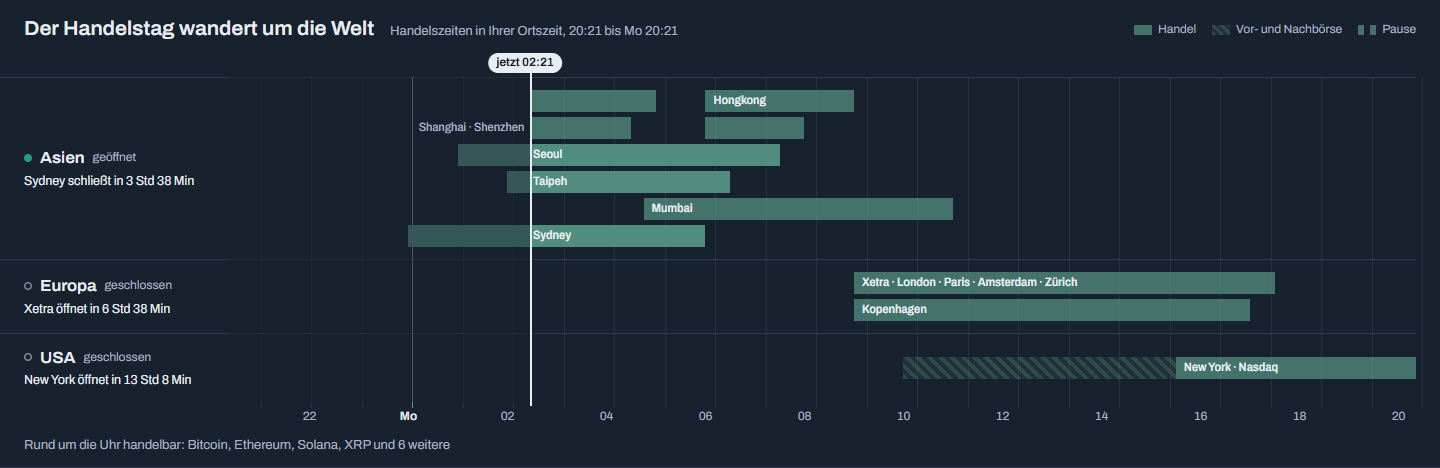 Der Handelstag wandert um die Welt Handelszeiten in Ihrer Ortszeit, 20:21 bis Mo 20:21
Handel Vor- und Nachbörse Pause
jetzt 02:21
Hongkong
Shanghai · Shenzhen
Asien geöffnet
Sydney schließt in 3 Std 38 Min
Seoul
Taipeh
Mumbai
Sydney
Europa geschlossen
Xetra öffnet in 6 Std 38 Min
Xetra · London · Paris · Amsterdam · Zürich
Kopenhagen
USA geschlossen
New York öffnet in 13 Std 8 Min
New York · Nasdaq
22 Mo 02 04 06 08 10 12 14 16 18 20
Rund um die Uhr handelbar: Bitcoin, Ethereum, Solana, XRP und 6 weitere